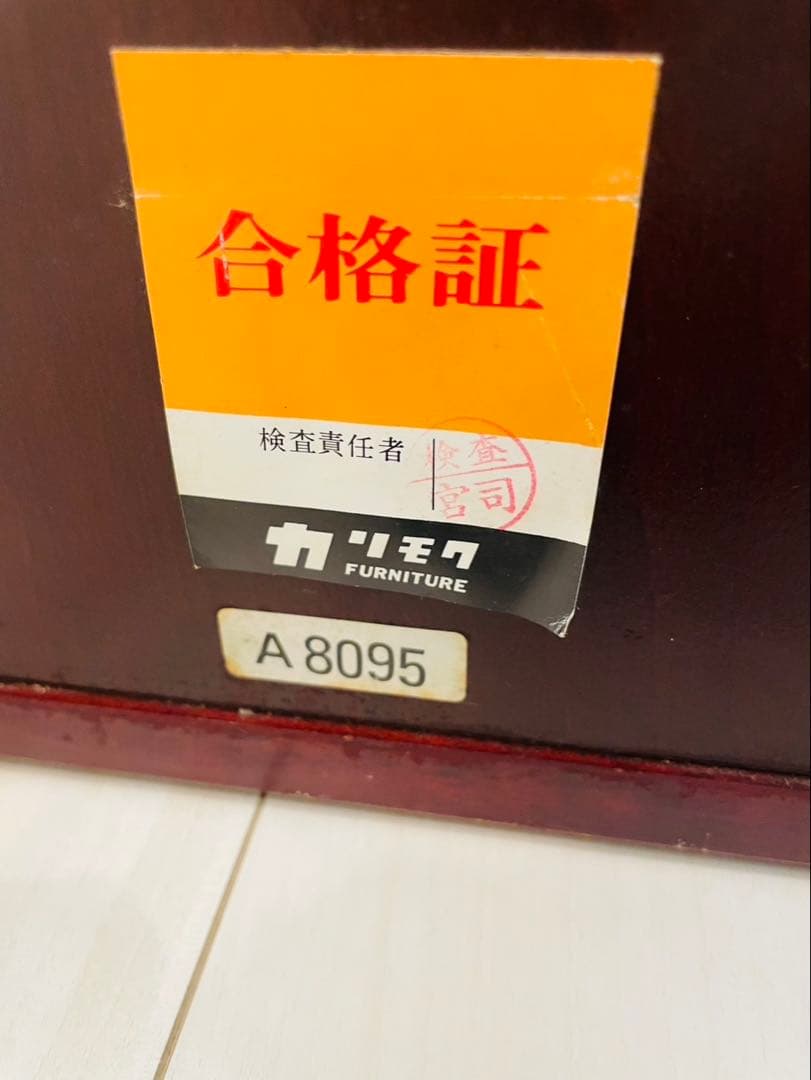 合格証
検査責任者
検査
宮司
カリモク
FURNITURE
A 8095